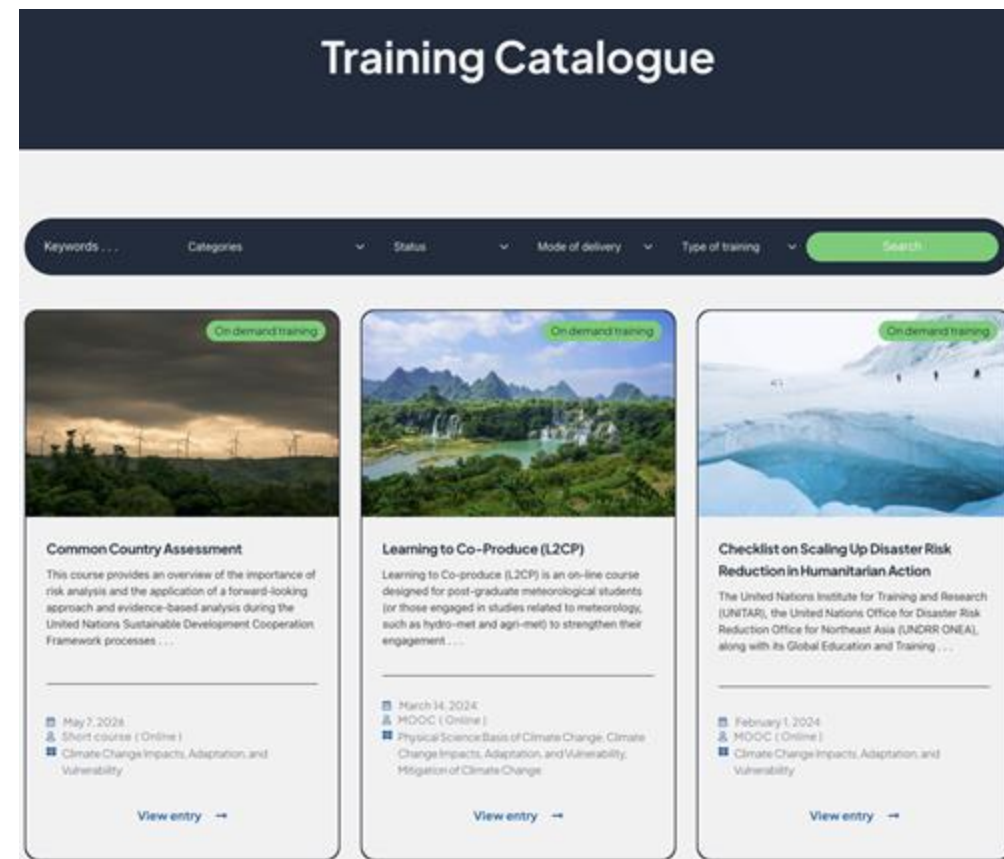 Training Catalogue
Keywords . . .
Categories
Status
Mode of delivery
Type of training
Search
On demand training
On demand training
On demand training
Common Country Assessment
This course provides an overview of the importance of
risk analysis and the application of a forward-looking
approach and evidence-based analysis during the
United Nations Sustainable Development Cooperation
Framework processes . . .
May 7, 2026
Short course ( Online )
Climate Change Impacts, Adaptation, and
Vulnerability
View entry →
Learning to Co-Produce (L2CP)
Learning to Co-produce (L2CP) is an on-line course
designed for post-graduate meteorological students
(or those engaged in studies related to meteorology,
such as hydro-met and agri-met) to strengthen their
engagement . . .
March 14, 2024
MOOC ( Online )
Physical Science Basis of Climate Change, Climate
Change Impacts, Adaptation, and Vulnerability,
Mitigation of Climate Change
View entry →
Checklist on Scaling Up Disaster Risk
Reduction in Humanitarian Action
The United Nations Institute for Training and Research
(UNITAR), the United Nations Office for Disaster Risk
Reduction Office for Northeast Asia (UNDRR ONEA),
along with its Global Education and Training . . .
February 1, 2024
MOOC ( Online )
Climate Change Impacts, Adaptation, and
Vulnerability
View entry →